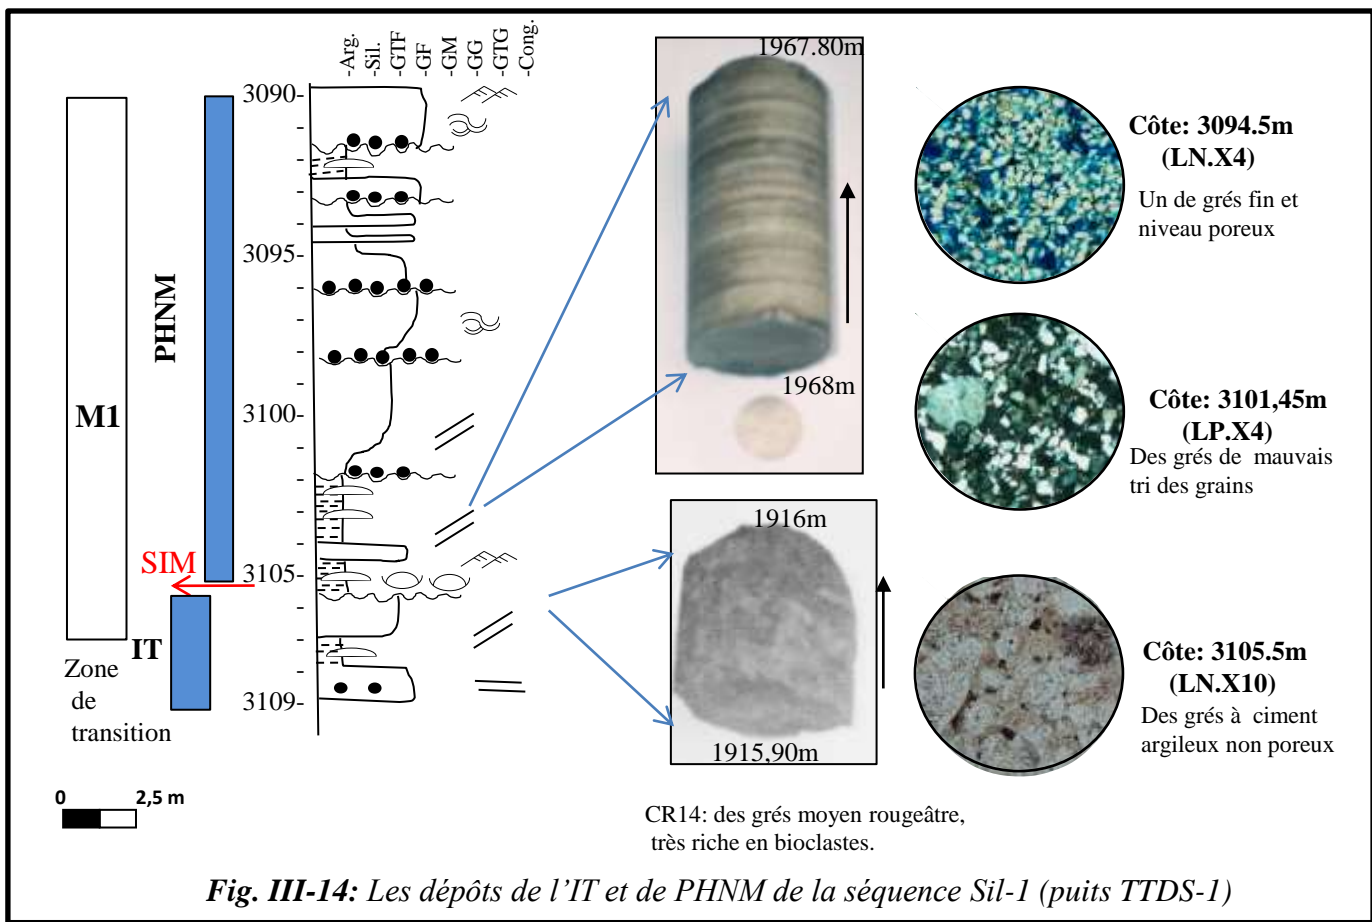 -Arg.
-Sil.
-GTF
-GF
-GM
-GG
-GTG
-Cong.
3090-
3095-
3100-
3105-
3109-
M1
PHNM
SIM
IT
Zone
de
transition
0 2,5 m
1967.80m
1968m
1916m
1915,90m
CR14: des grés moyen rougeâtre,
très riche en bioclastes.
Côte: 3094.5m
(LN.X4)
Un de grés fin et
niveau poreux
Côte: 3101,45m
(LP.X4)
Des grés de mauvais
tri des grains
Côte: 3105.5m
(LN.X10)
Des grés à ciment
argileux non poreux
Fig. III-14: Les dépôts de l’IT et de PHNM de la séquence Sil-1 (puits TTDS-1)